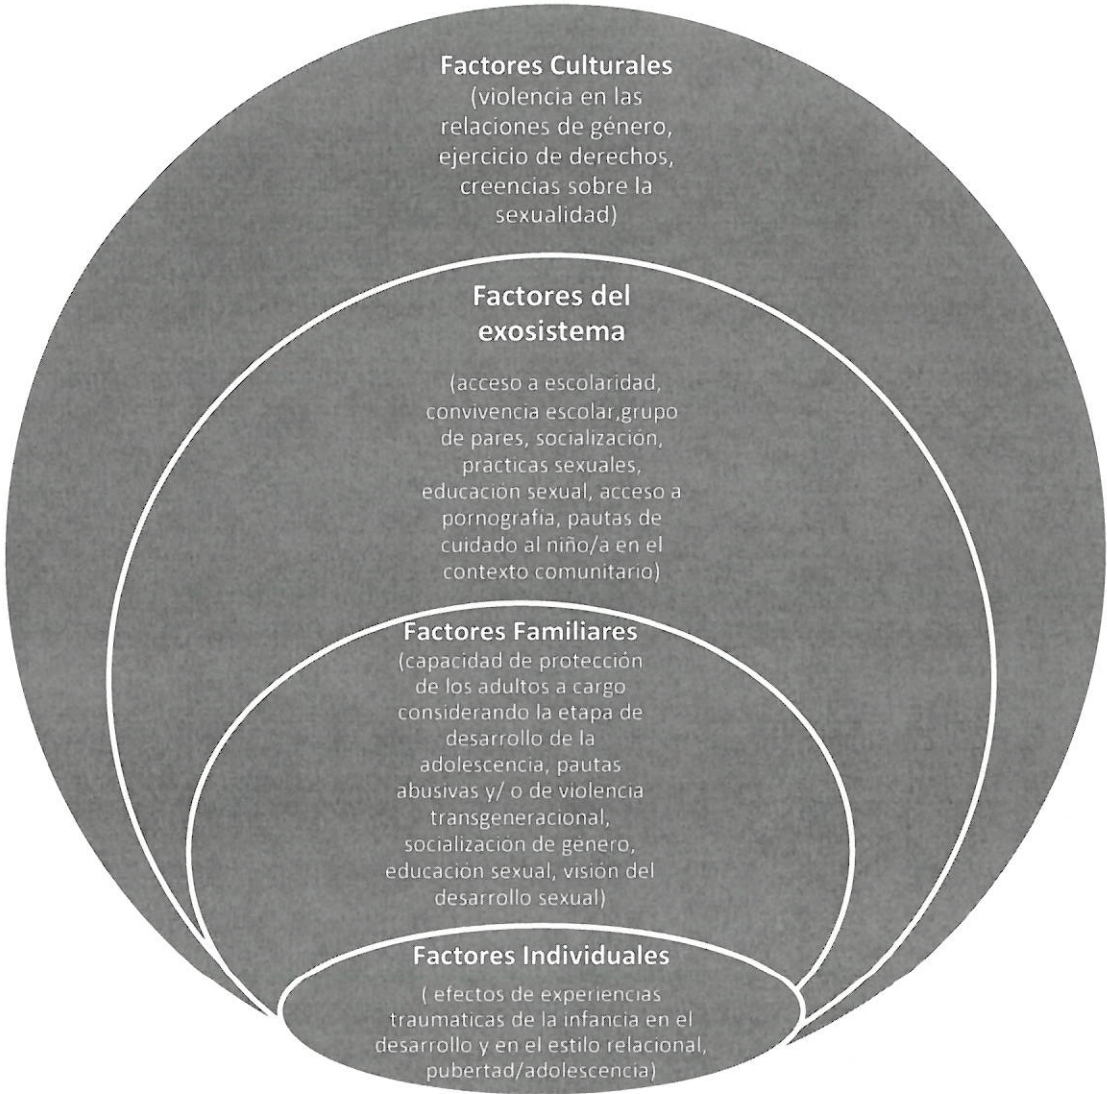 Factores Culturales
(violencia en las
relaciones de género,
ejercicio de derechos,
creencias sobre la
sexualidad)
Factores del
exosistema
(acceso a escolaridad,
convivencia escolar,grupo
de pares, socialización,
practicas sexuales,
educación sexual, acceso a
pornografia, pautas de
cuidado al niño/a en el
contexto comunitario)
Factores Familiares
(capacidad de protección
de los adultos a cargo
considerando la etapa de
desarrollo de la
adolescencia, pautas
abusivas y/ o de violencia
transgeneracional,
socialización de género,
educación sexual, visión del
desarrollo sexual)
Factores Individuales
( efectos de experiencias
traumaticas de la infancia en el
desarrollo y en el estilo relacional,
pubertad/adolescencia)